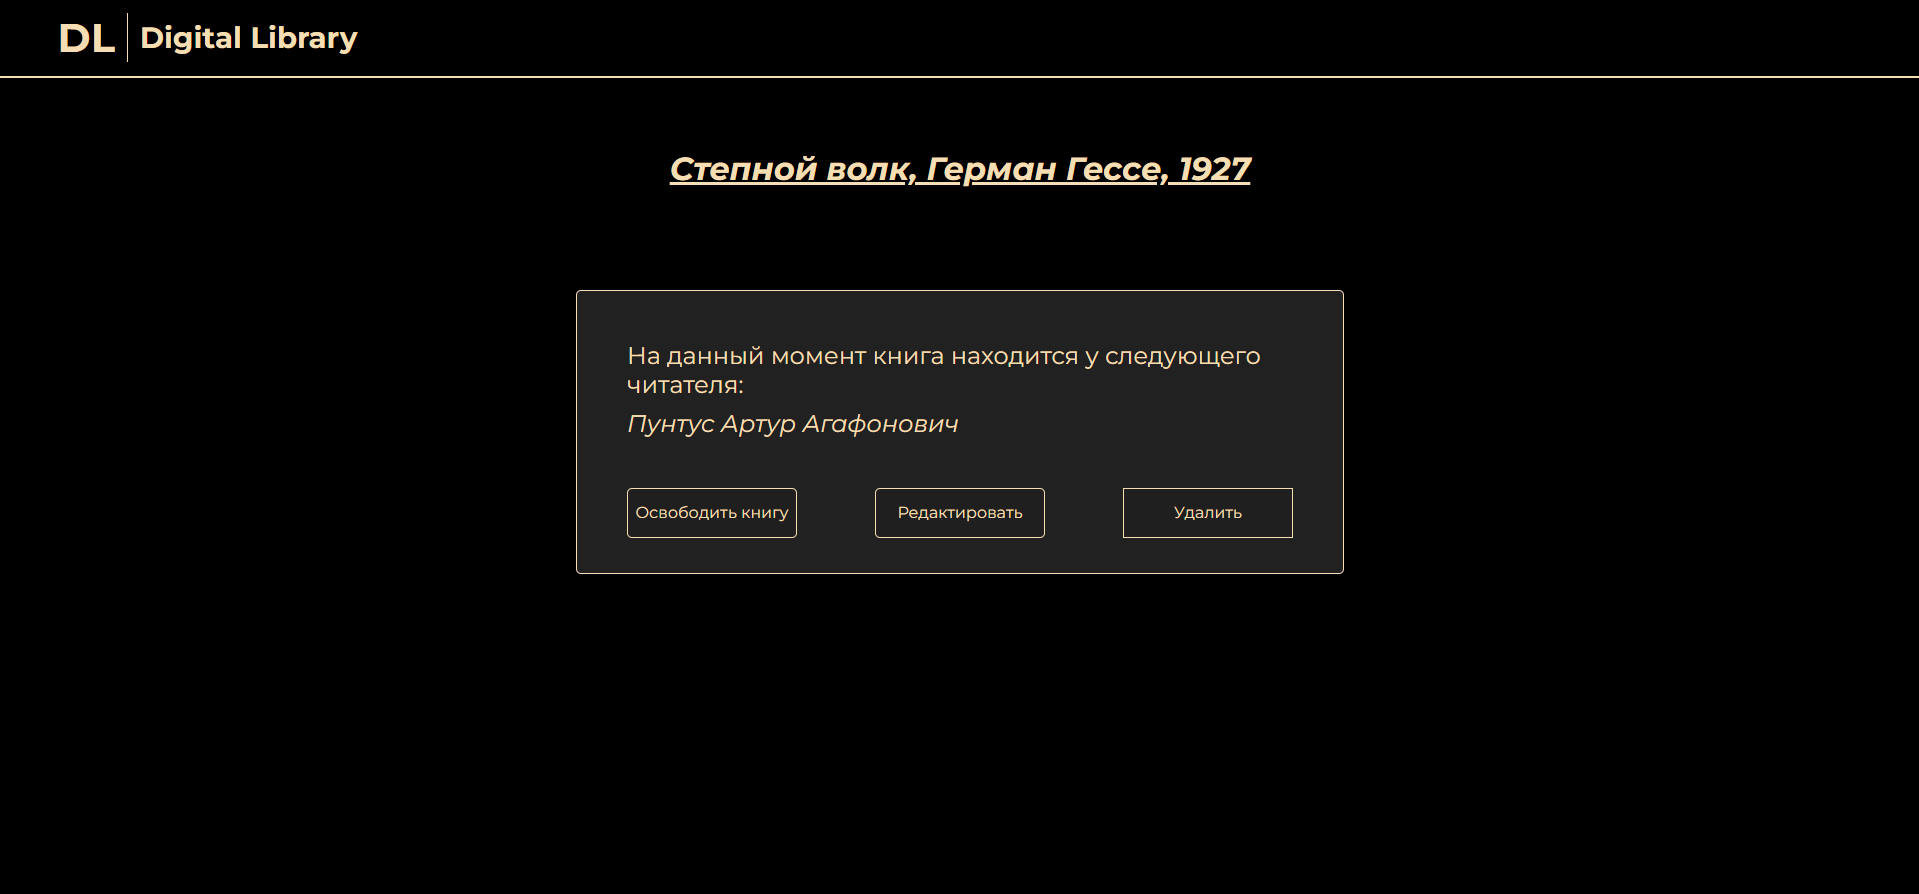 DL Digital Library
Степной волк, Герман Гессе, 1927
На данный момент книга находится у следующего
читателя:
Пунтус Артур Агафонович
Освободить книгу Редактировать Удалить